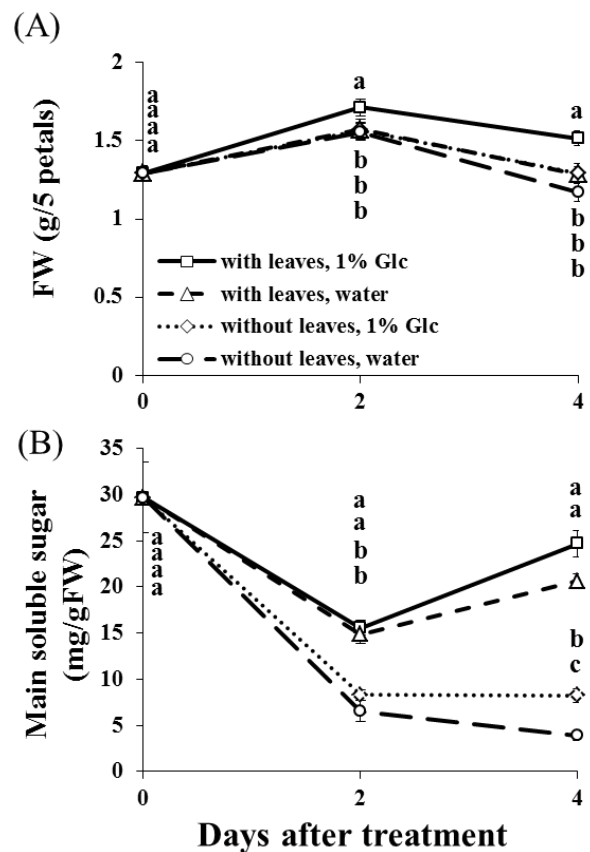 (A)
2
1.5
1
0.5
0
FW (g/5 petals)
a
a
a
a
a
b
b
b
a
b
b
b
with leaves, 1% Glc
with leaves, water
without leaves, 1% Glc
without leaves, water
0
2
4
(B)
35
30
25
20
15
10
5
0
Main soluble sugar
(mg/gFW)
a
a
a
a
a
a
b
b
a
a
b
c
0
2
4
Days after treatment